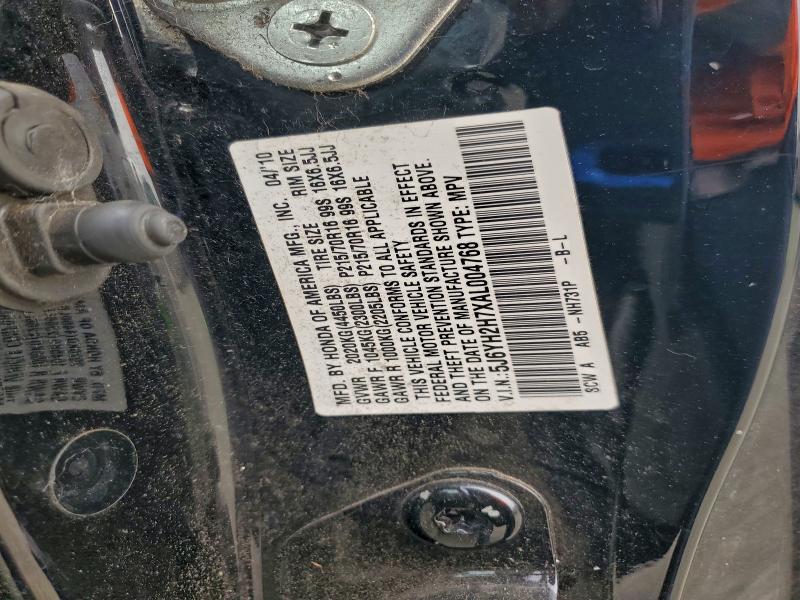 MFD. BY HONDA OF AMERICA MFG., INC. 04/'10
GVWR 2020KG(4450LBS) TIRE SIZE RIM SIZE
GAWR F 1045KG(2300LBS) P215/70R16 99S 16X6.5JJ
GAWR R 1000KG(2205LBS) P215/70R16 99S 16X6.5JJ
THIS VEHICLE CONFORMS TO ALL APPLICABLE
FEDERAL MOTOR VEHICLE SAFETY
AND THEFT PREVENTION STANDARDS IN EFFECT
ON THE DATE OF MANUFACTURE SHOWN ABOVE.
V.I.N.:5J6YH2H7XAL004768 TYPE: MPV
SCW A AB5 -NH731P -B-L